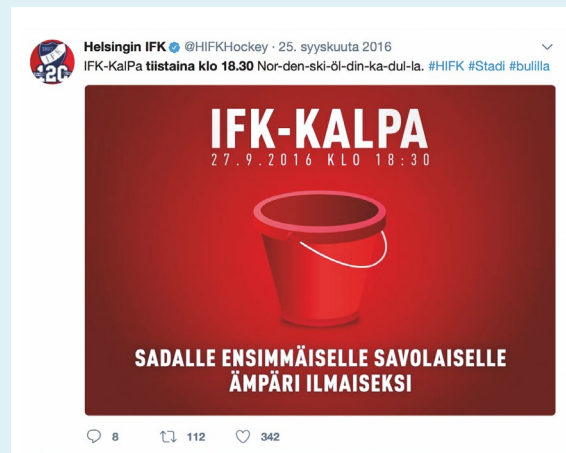 Helsingin IFK @HIFKHockey · 25. syyskuuta 2016
IFK-KalPa tiistaina klo 18.30 Nor-den-ski-öl-din-ka-dul-la. #HIFK #Stadi #bulilla
IFK-KALPA
27.9.2016 KLO 18:30
SADALLE ENSIMMÄISELLE SAVOLAISELLE
ÄMPÄRI ILMAISEKSI
8 112 342